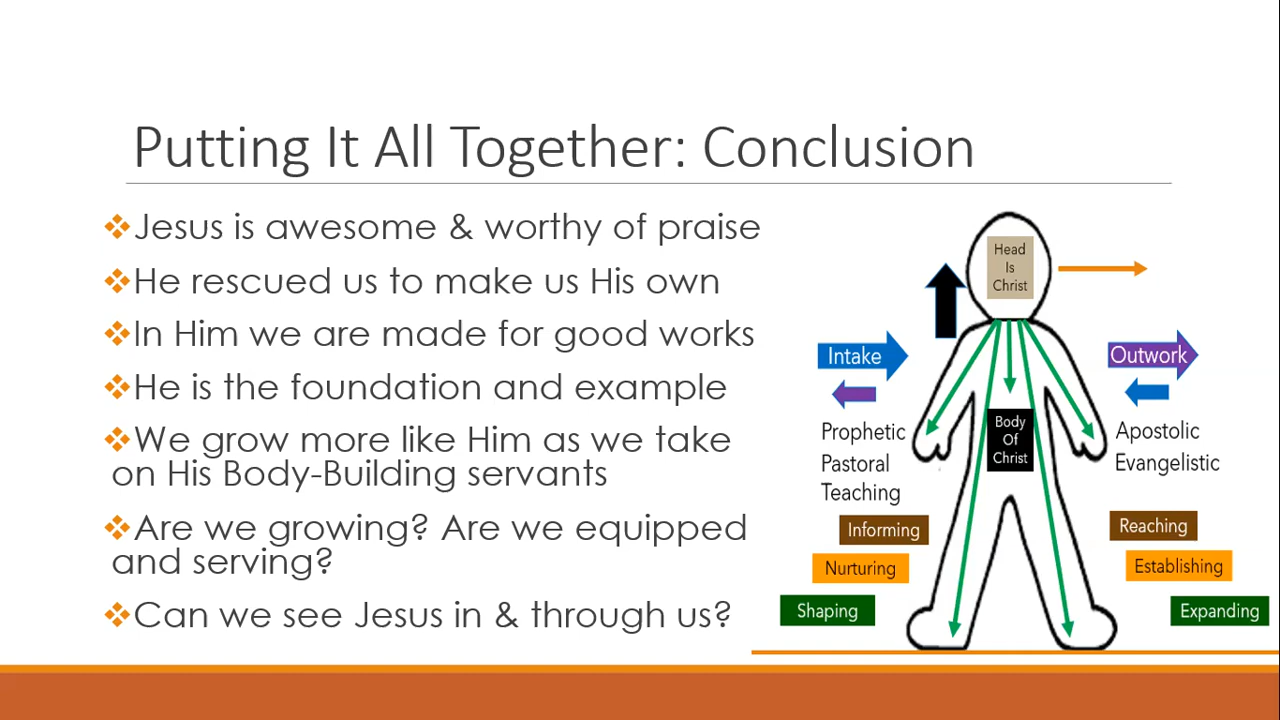 Putting It All Together: Conclusion
Jesus is awesome & worthy of praise
He rescued us to make us His own
In Him we are made for good works
He is the foundation and example
We grow more like Him as we take
on His Body-Building servants
Are we growing? Are we equipped
and serving?
Can we see Jesus in & through us?
Head
Is
Christ
Intake
Outwork
Body
Of
Christ
Prophetic
Pastoral
Teaching
Apostolic
Evangelistic
Informing
Nurturing
Shaping
Reaching
Establishing
Expanding